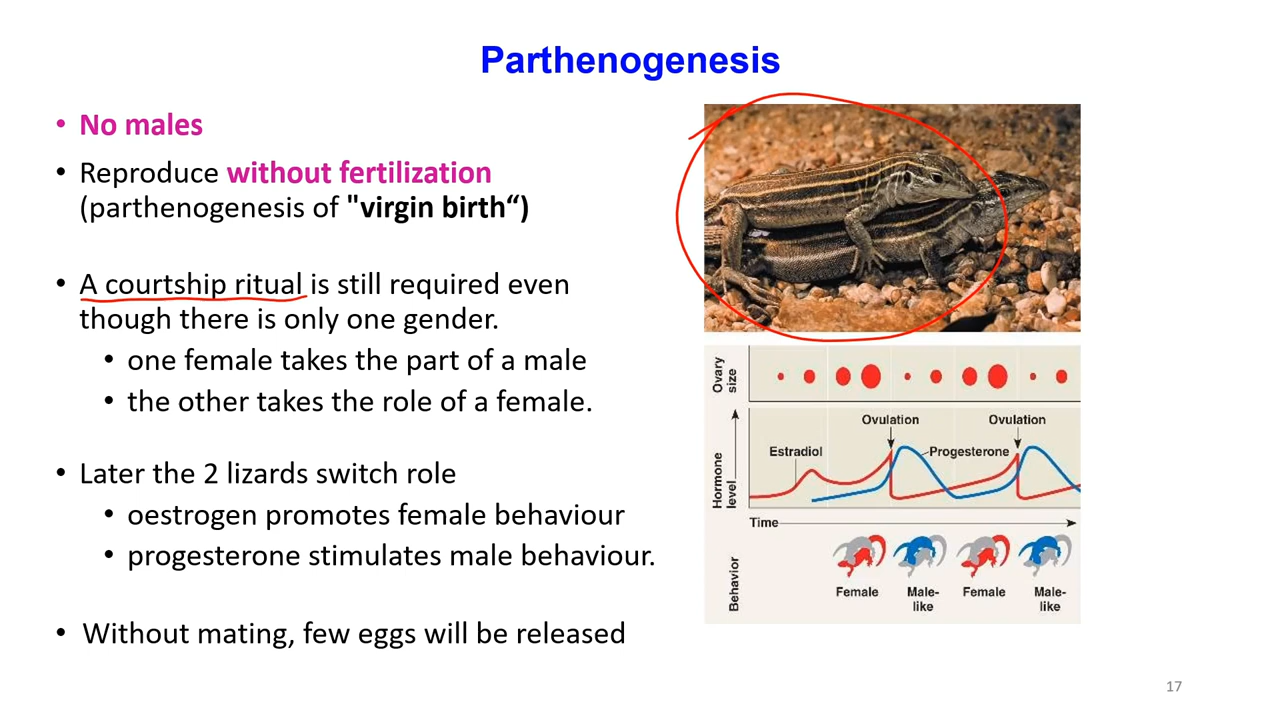 Parthenogenesis
• No males
• Reproduce without fertilization
(parthenogenesis of "virgin birth“)
• A courtship ritual is still required even
though there is only one gender.
• one female takes the part of a male
• the other takes the role of a female.
• Later the 2 lizards switch role
• oestrogen promotes female behaviour
• progesterone stimulates male behaviour.
• Without mating, few eggs will be released
Ovary
size
Hormone
level
Ovulation
Ovulation
Estradiol
Progesterone
Time
Behavior
Female
Male-
like
Female
Male-
like
17